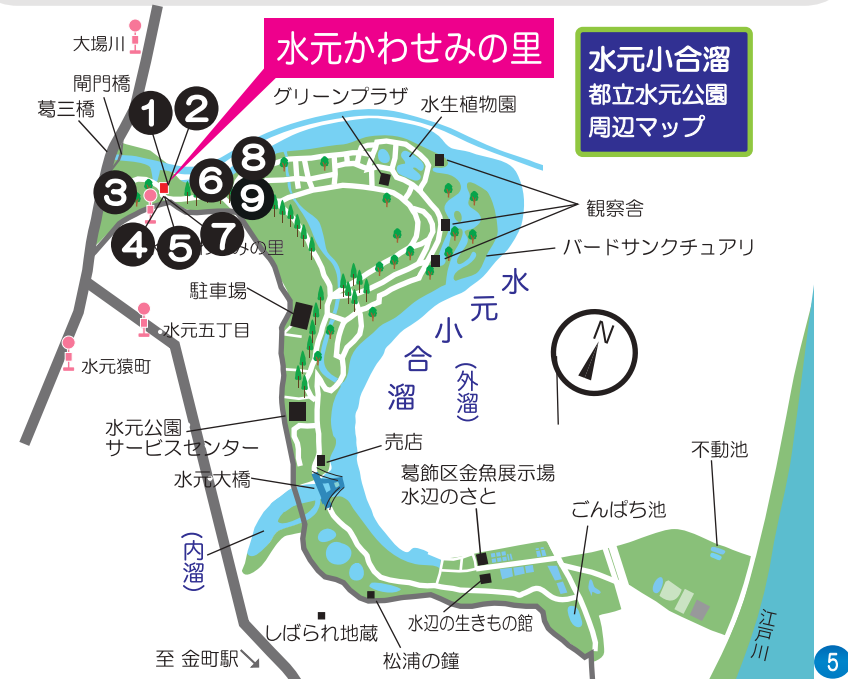 大場川
水元かわせみの里
水元小合溜
都立水元公園
周辺マップ
閘門橋
葛三橋
グリーンプラザ
水生植物園
1
2
3
4
5
6
7
8
9
みの里
観察舎
バードサンクチュアリ
駐車場
水元五丁目
水元猿町
水元小合溜
(外溜)
N
水元公園
サービスセンター
売店
水元大橋
葛飾区金魚展示場
水辺のさと
不動池
ごんぱち池
(内溜)
しばられ地蔵
水辺の生きもの館
松浦の鐘
至 金町駅
江戸川
5